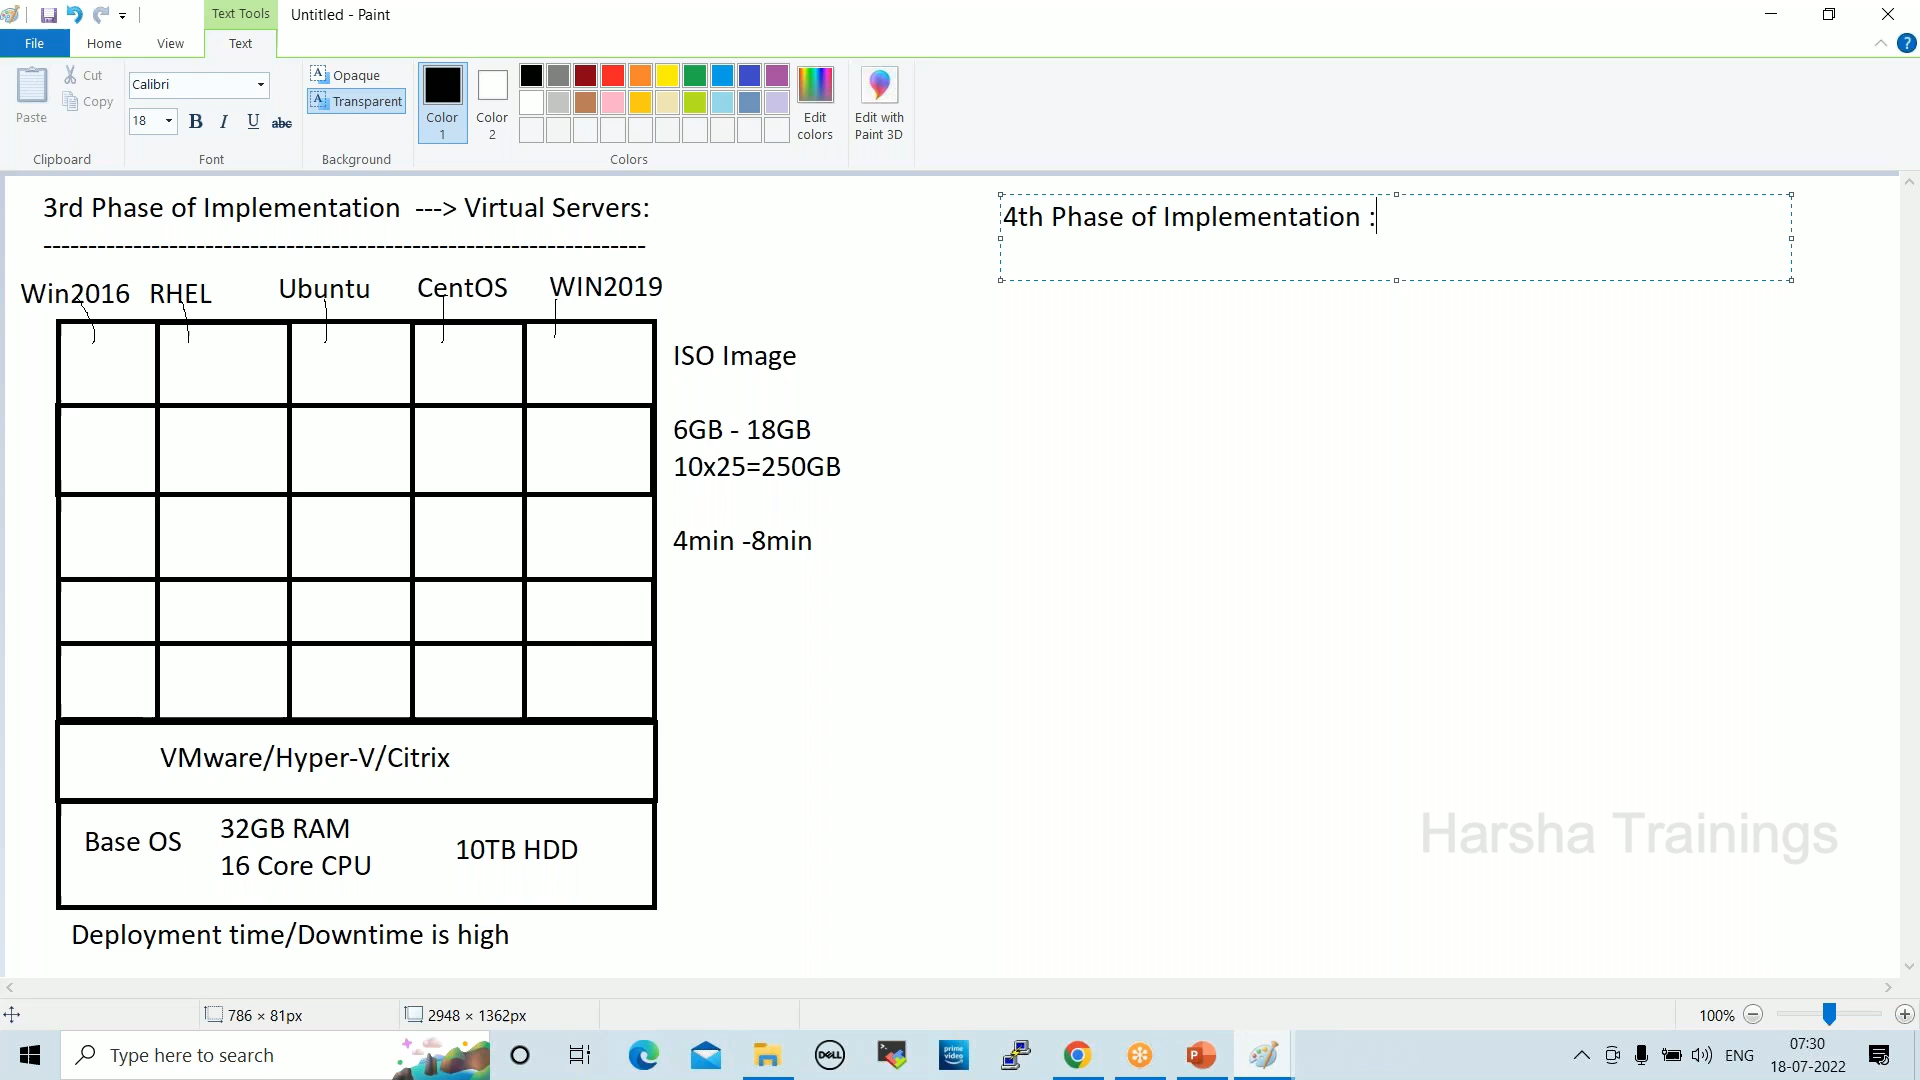 Text Tools
Untitled - Paint
File
Home
View
Text
Paste
Cut
Copy
Clipboard
Calibri
18
B I U abc
Font
Opaque
Transparent
Background
Color 1
Color 2
Edit colors
Colors
Edit with Paint 3D
3rd Phase of Implementation ---> Virtual Servers:
-------------------------------------------------------------------
Win2016 RHEL Ubuntu CentOS WIN2019
ISO Image
6GB - 18GB
10x25=250GB
4min -8min
VMware/Hyper-V/Citrix
Base OS
32GB RAM
16 Core CPU
10TB HDD
Deployment time/Downtime is high
4th Phase of Implementation :
Harsha Trainings
786 × 81px
2948 × 1362px
100%
Type here to search
DELL
prime video
P
ENG
07:30
18-07-2022